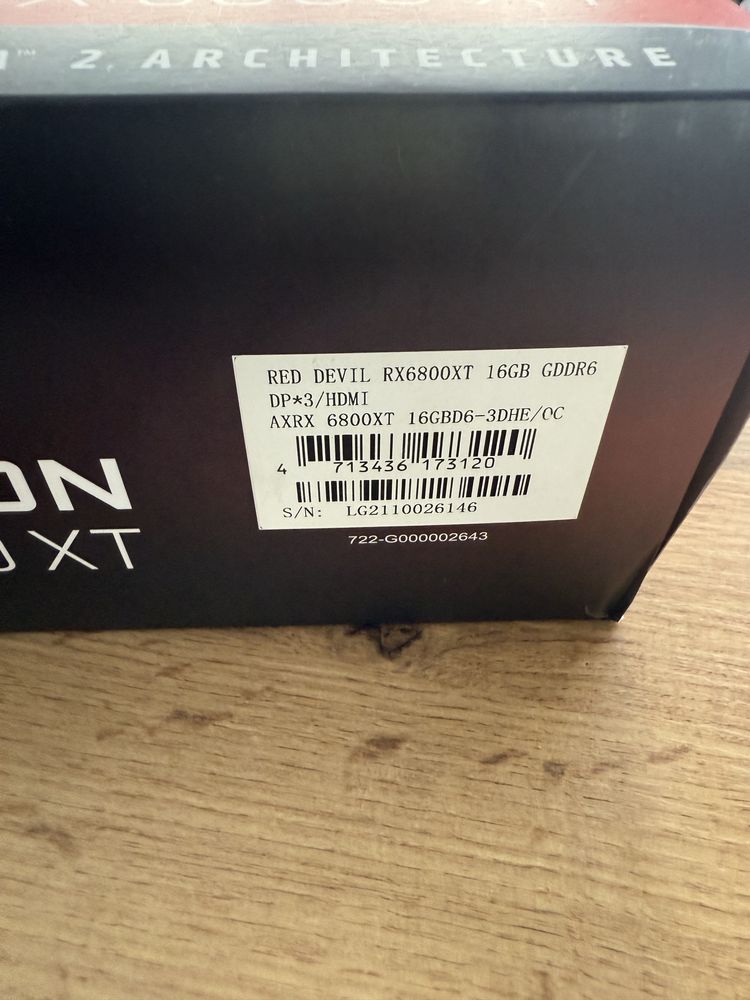 2 ARCHITECTURE
RED DEVIL RX6800XT 16GB GDDR6
DP*3/HDMI
AXRX 6800XT 16GBD6-3DHE/OC
4 713436 173120
S/N: LG2110026146
722-G000002643
ON
XT